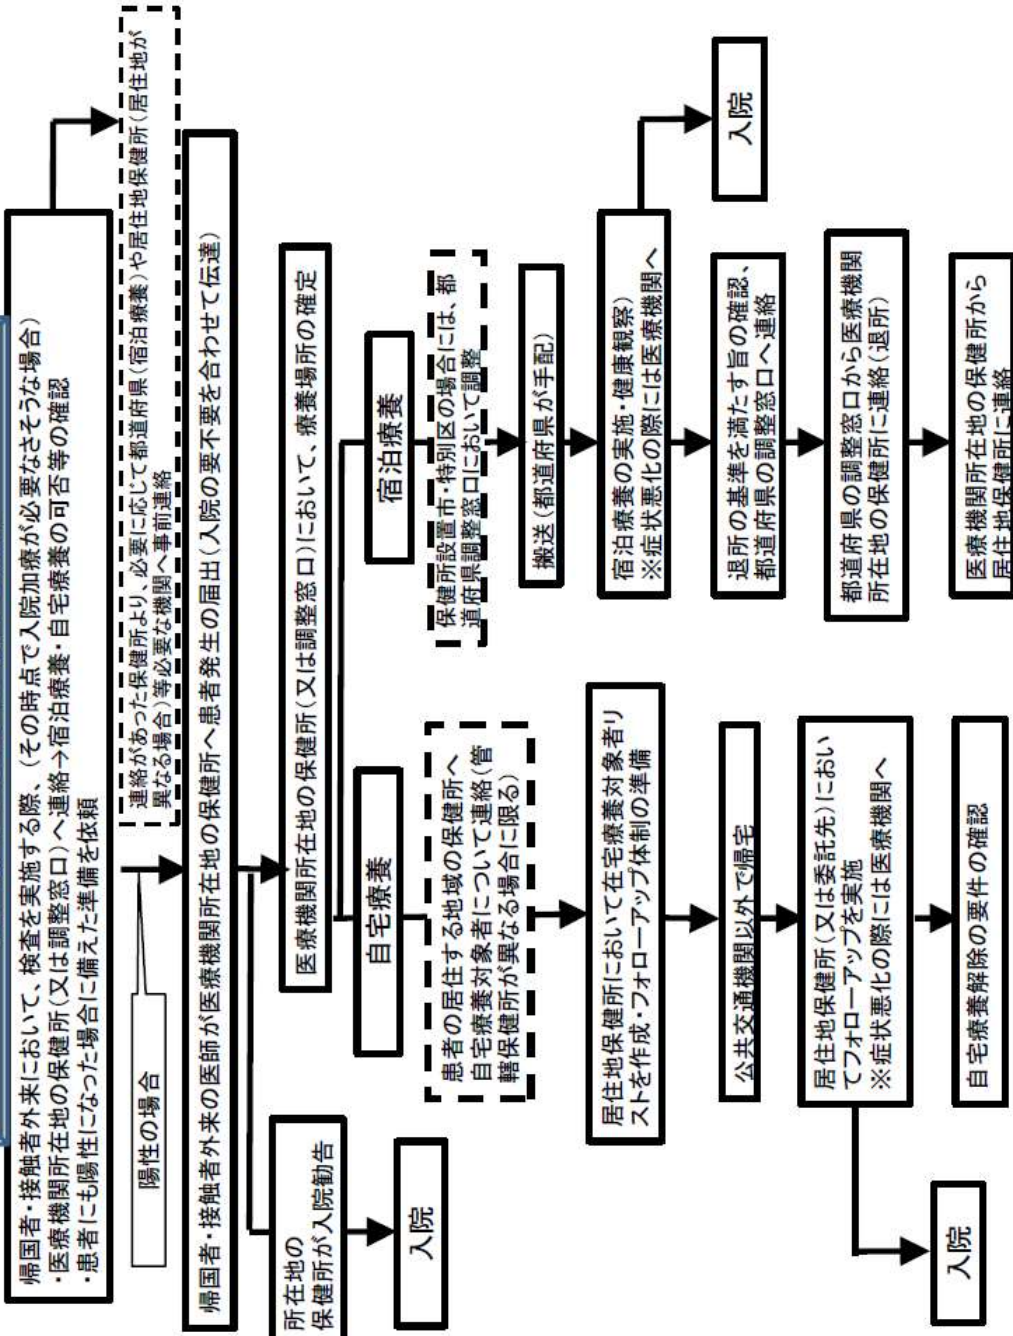 帰国者・接触者外来において、検査を実施する際、(その時点で入院加療が必要なさそうな場合)
・医療機関所在地の保健所(又は調整窓口)へ連絡→宿泊療養・自宅療養の可否等の確認
・患者にも陽性になった場合に備えた準備を依頼
連絡があった保健所より、必要に応じて都道府県(宿泊療養)や居住地保健所(居住地が
異なる場合)等必要な機関へ事前連絡
陽性の場合
帰国者・接触者外来の医師が医療機関所在地の保健所へ患者発生の届出(入院の要不要を合わせて伝達)
所在地の
保健所が入院勧告
入院
医療機関所在地の保健所(又は調整窓口)において、療養場所の確定
自宅療養
患者の居住する地域の保健所へ
自宅療養対象者について連絡(管
轄保健所が異なる場合に限る)
居住地保健所において在宅療養対象者リ
ストを作成・フォローアップ体制の準備
公共交通機関以外で帰宅
居住地保健所(又は委託先)におい
てフォローアップを実施
※症状悪化の際には医療機関へ
入院
自宅療養解除の要件の確認
宿泊療養
保健所設置市・特別区の場合には、都
道府県調整窓口において調整
搬送(都道府県が手配)
宿泊療養の実施・健康観察)
※症状悪化の際には医療機関へ
入院
退所の基準を満たす旨の確認、
都道府県の調整窓口へ連絡
都道府県の調整窓口から医療機関
所在地の保健所に連絡(退所)
医療機関所在地の保健所から
居住地保健所に連絡